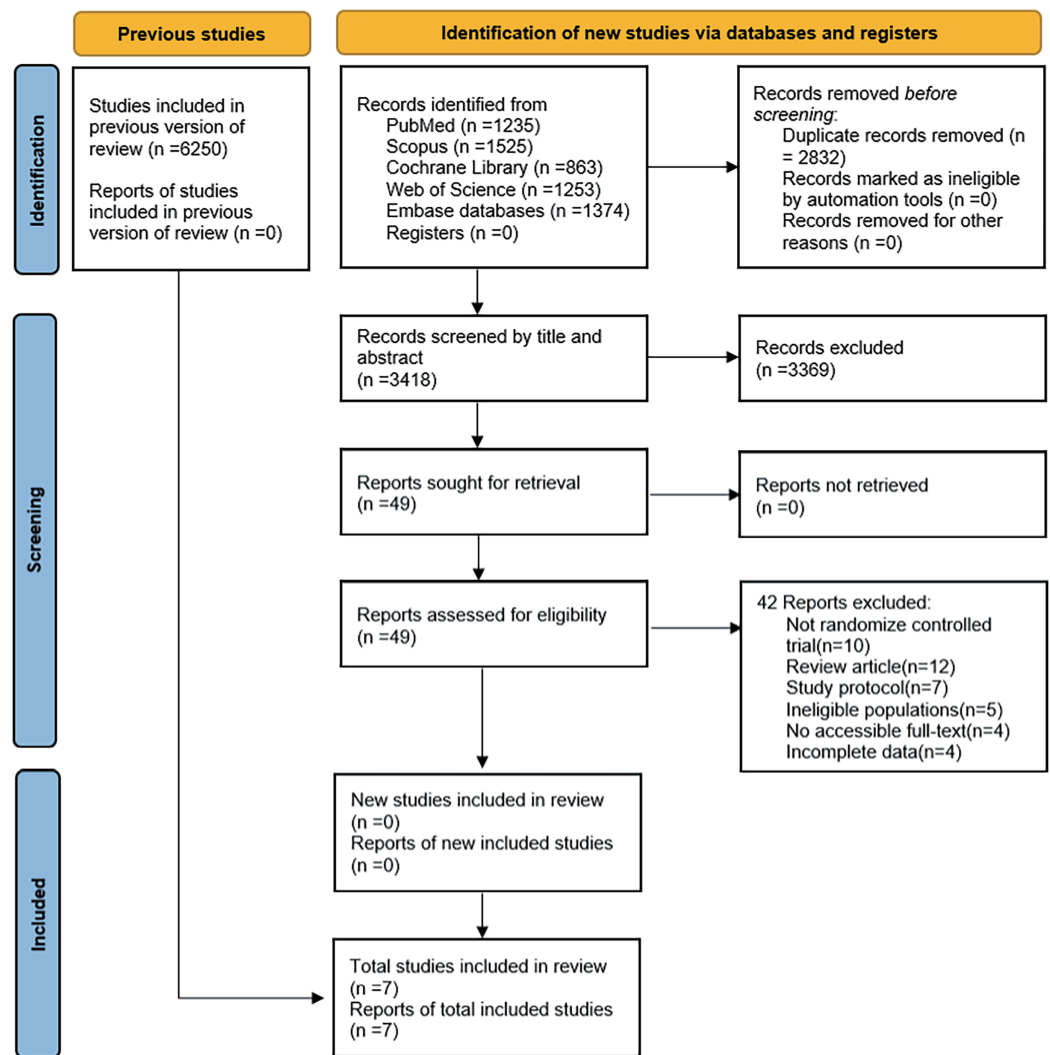 Previous studies
Identification of new studies via databases and registers
Identification
Studies included in
previous version of
review (n =6250)
Reports of studies
included in previous
version of review (n =0)
Records identified from
PubMed (n =1235)
Scopus (n =1525)
Cochrane Library (n =863)
Web of Science (n =1253)
Embase databases (n =1374)
Registers (n =0)
Records removed before
screening:
Duplicate records removed (n
= 2832)
Records marked as ineligible
by automation tools (n =0)
Records removed for other
reasons (n =0)
Screening
Records screened by title and
abstract
(n =3418)
Records excluded
(n =3369)
Reports sought for retrieval
(n =49)
Reports not retrieved
(n =0)
Reports assessed for eligibility
(n =49)
42 Reports excluded:
Not randomize controlled
trial(n=10)
Review article(n=12)
Study protocol(n=7)
Ineligible populations(n=5)
No accessible full-text(n=4)
Incomplete data(n=4)
Included
New studies included in review
(n =0)
Reports of new included studies
(n =0)
Total studies included in review
(n =7)
Reports of total included studies
(n =7)